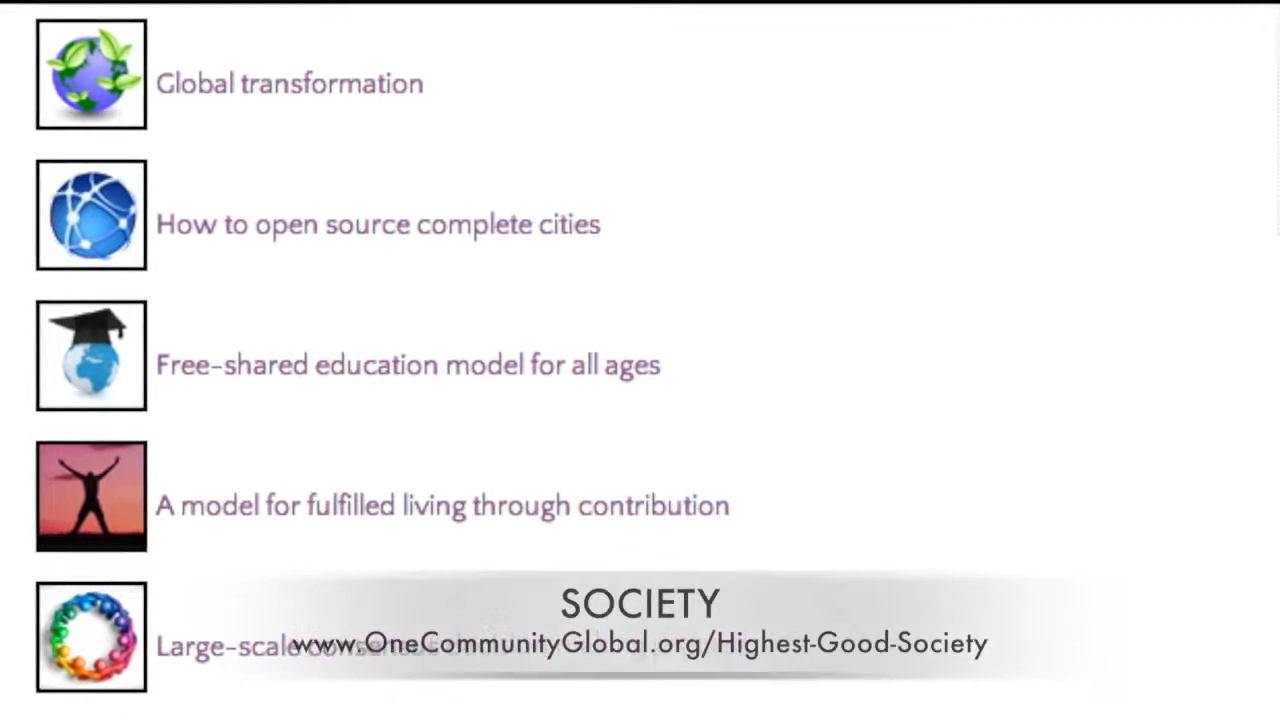 Global transformation
How to open source complete cities
Free-shared education model for all ages
A model for fulfilled living through contribution
SOCIETY
Large-scale
www.OneCommunityGlobal.org/Highest-Good-Society